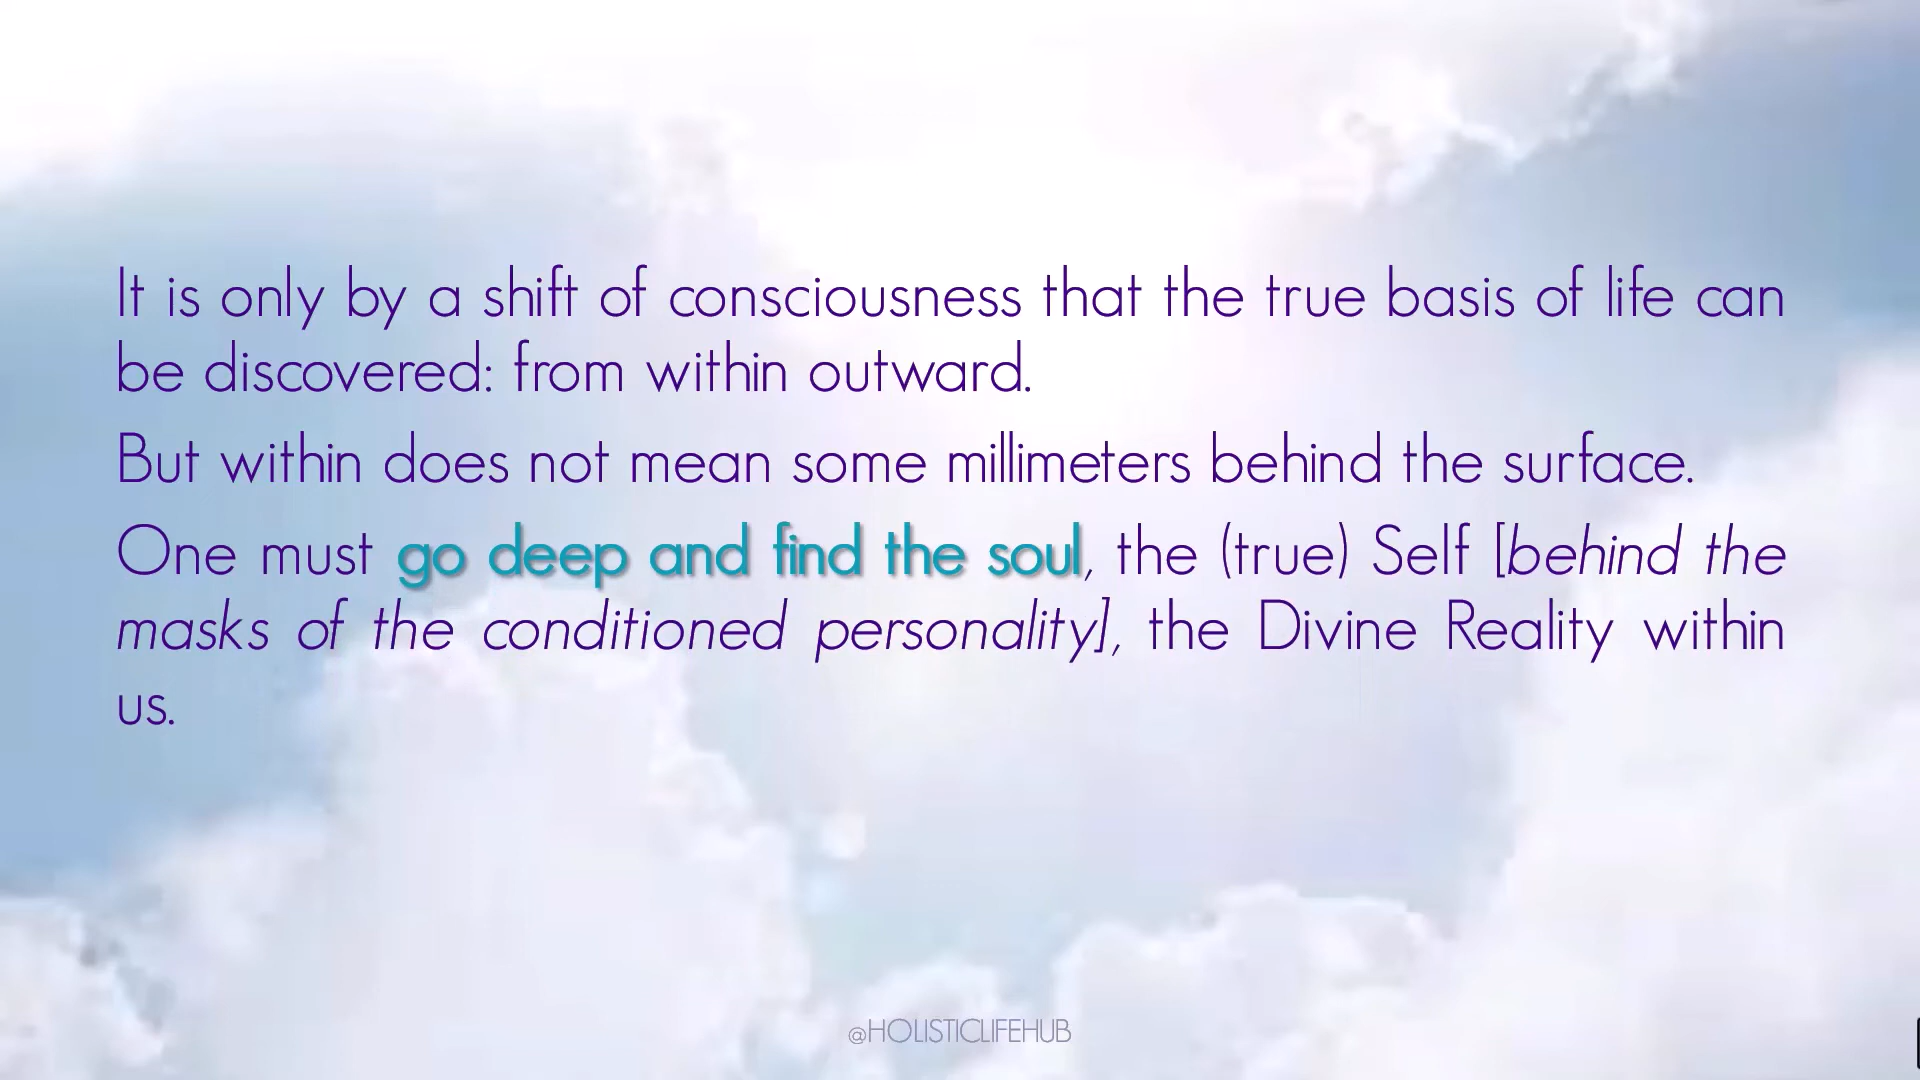 It is only by a shift of consciousness that the true basis of life can
be discovered: from within outward.
But within does not mean some millimeters behind the surface.
One must go deep and find the soul, the (true) Self [behind the
masks of the conditioned personality], the Divine Reality within
us.
@HOLISTICLIFEHUB